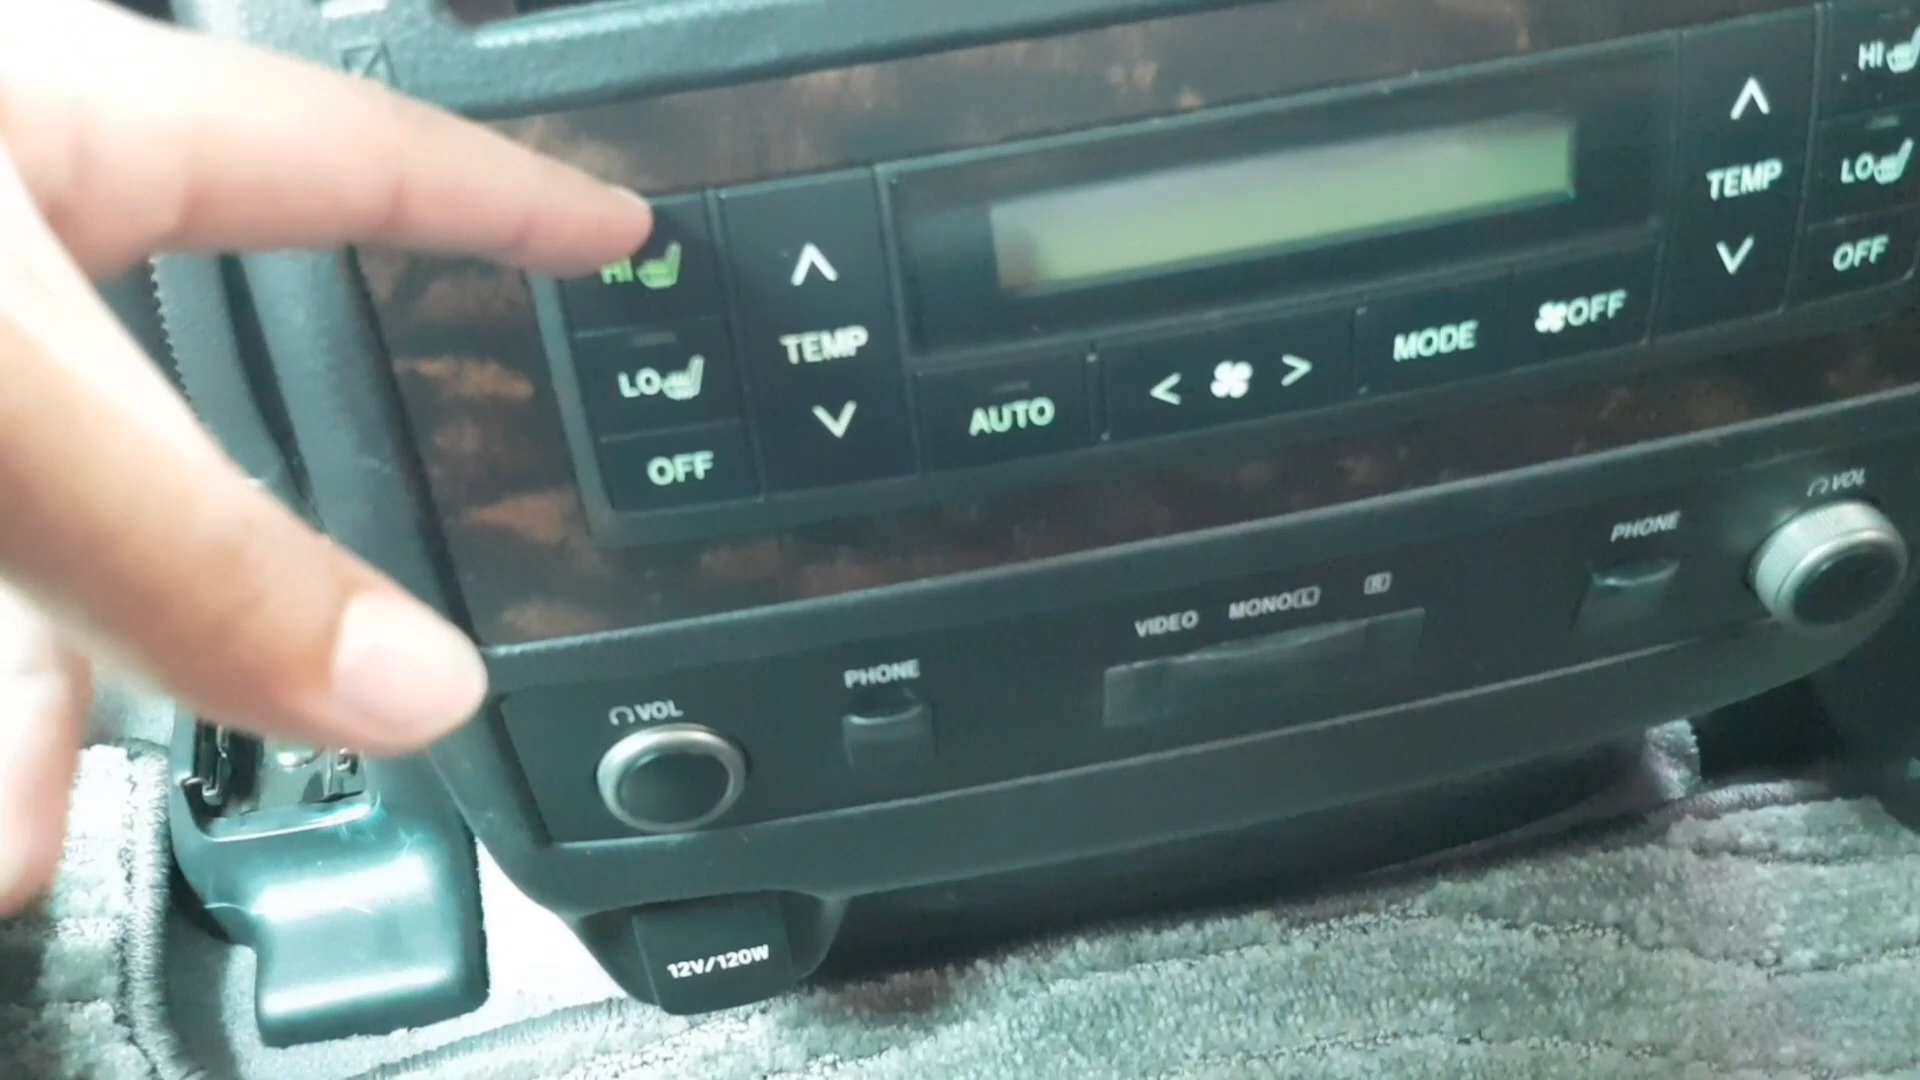 HI
LO
OFF
TEMP
AUTO
MODE
OFF
TEMP
HI
LO
OFF
VOL
PHONE
VIDEO MONO L R
PHONE
VOL
12V/120W